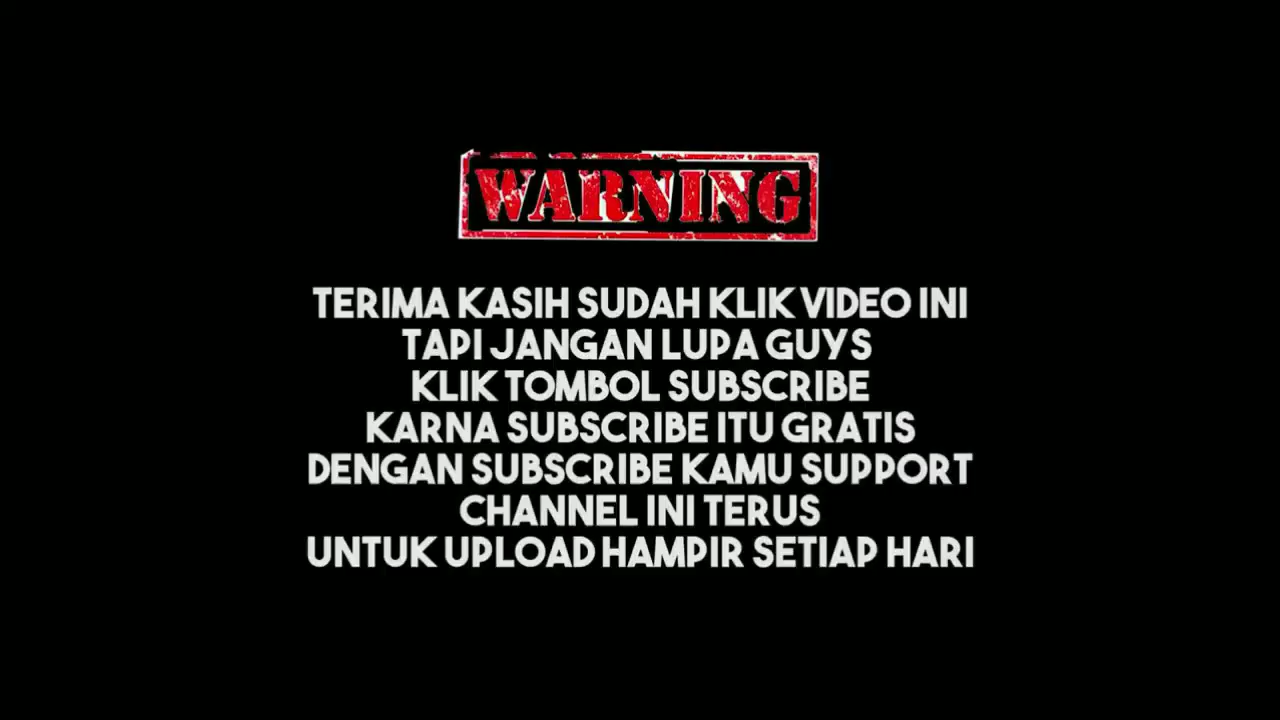 WARNING
TERIMA KASIH SUDAH KLIK VIDEO INI
TAPI JANGAN LUPA GUYS
KLIK TOMBOL SUBSCRIBE
KARNA SUBSCRIBE ITU GRATIS
DENGAN SUBSCRIBE KAMU SUPPORT
CHANNEL INI TERUS
UNTUK UPLOAD HAMPIR SETIAP HARI